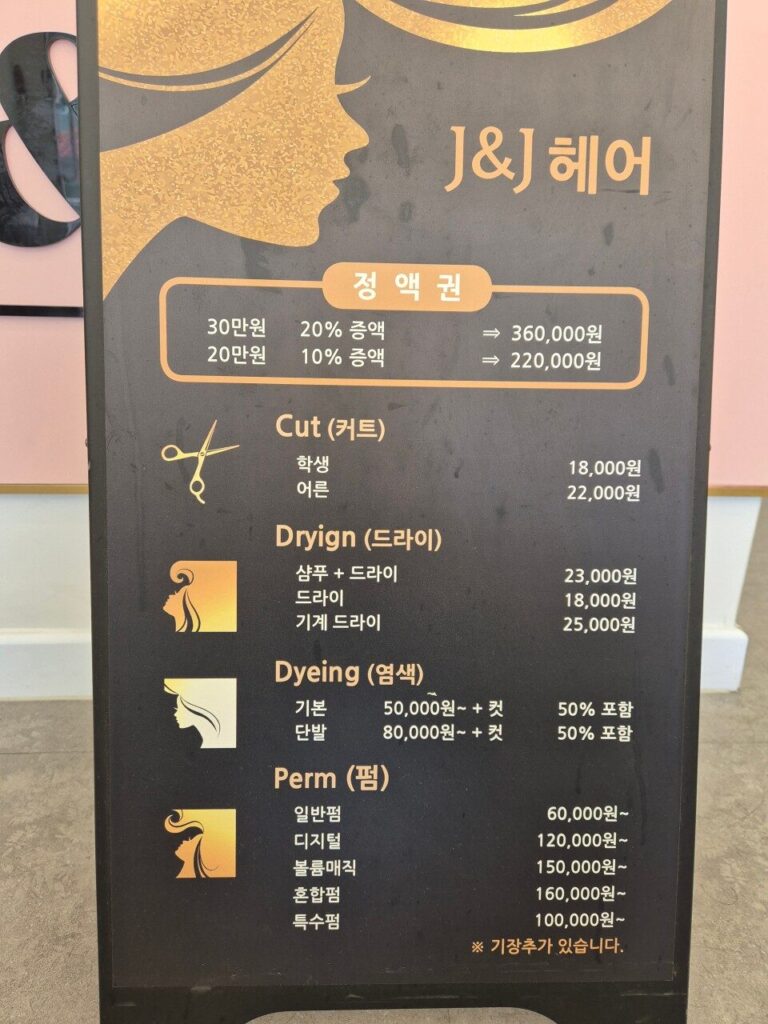 &
J&J 헤어
정 액 권
30만원 20% 증액 ⇒ 360,000원
20만원 10% 증액 ⇒ 220,000원
Cut (커트)
학생 18,000원
어른 22,000원
Dryign (드라이)
샴푸 + 드라이 23,000원
드라이 18,000원
기계 드라이 25,000원
Dyeing (염색)
기본 50,000원~ + 컷 50% 포함
단발 80,000원~ + 컷 50% 포함
Perm (펌)
일반펌 60,000원~
디지털 120,000원~
볼륨매직 150,000원~
혼합펌 160,000원~
특수펌 100,000원~
※ 기장추가 있습니다.